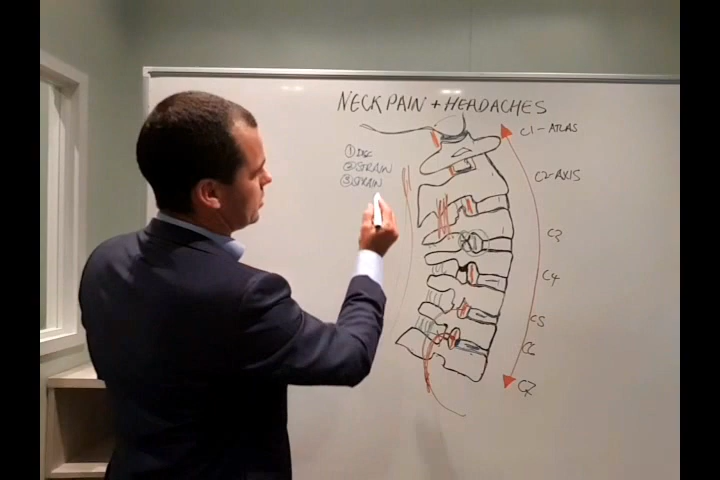 NECK PAIN + HEADACHES
C1-ATLAS
① DISC
② STRAIN
③ SPRAIN
C2-AXIS
C3
C4
C5
C6
C7